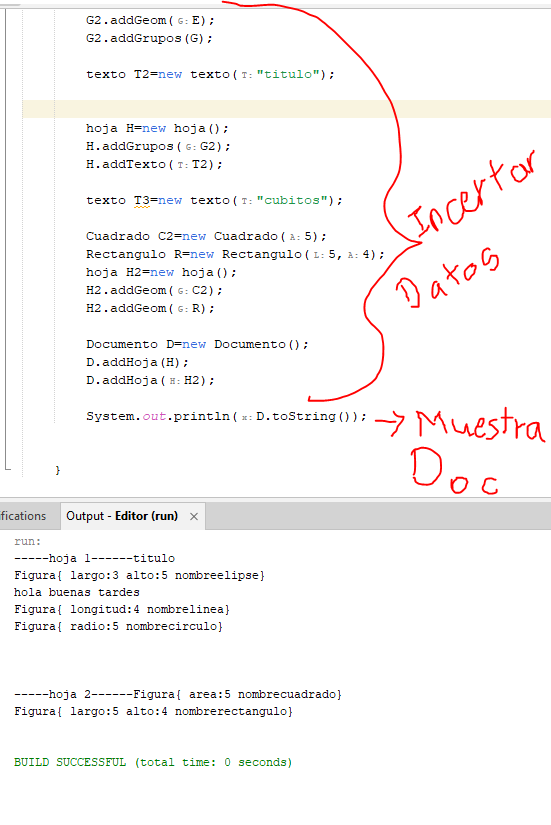 G2.addGeom(G: E);
G2.addGrupos(G);
texto T2=new texto(T: "titulo");
hoja H=new hoja();
H.addGrupos(G: G2);
H.addTexto(T: T2);
texto T3=new texto(T: "cubitos");
Cuadrado C2=new Cuadrado(A: 5);
Rectangulo R=new Rectangulo(L: 5, A: 4);
hoja H2=new hoja();
H2.addGeom(G: C2);
H2.addGeom(G: R);
Incertar
Datos
Documento D=new Documento();
D.addHoja(H);
D.addHoja(H: H2);
System.out.println(x: D.toString());
→ Muestra
Doc
}
ifications
Output - Editor (run) ×
run:
-----hoja 1------titulo
Figura{ largo:3 alto:5 nombreelipse}
hola buenas tardes
Figura{ longitud:4 nombrelinea}
Figura{ radio:5 nombrecirculo}
-----hoja 2------Figura{ area:5 nombrecuadrado}
Figura{ largo:5 alto:4 nombrerectangulo}
BUILD SUCCESSFUL (total time: 0 seconds)